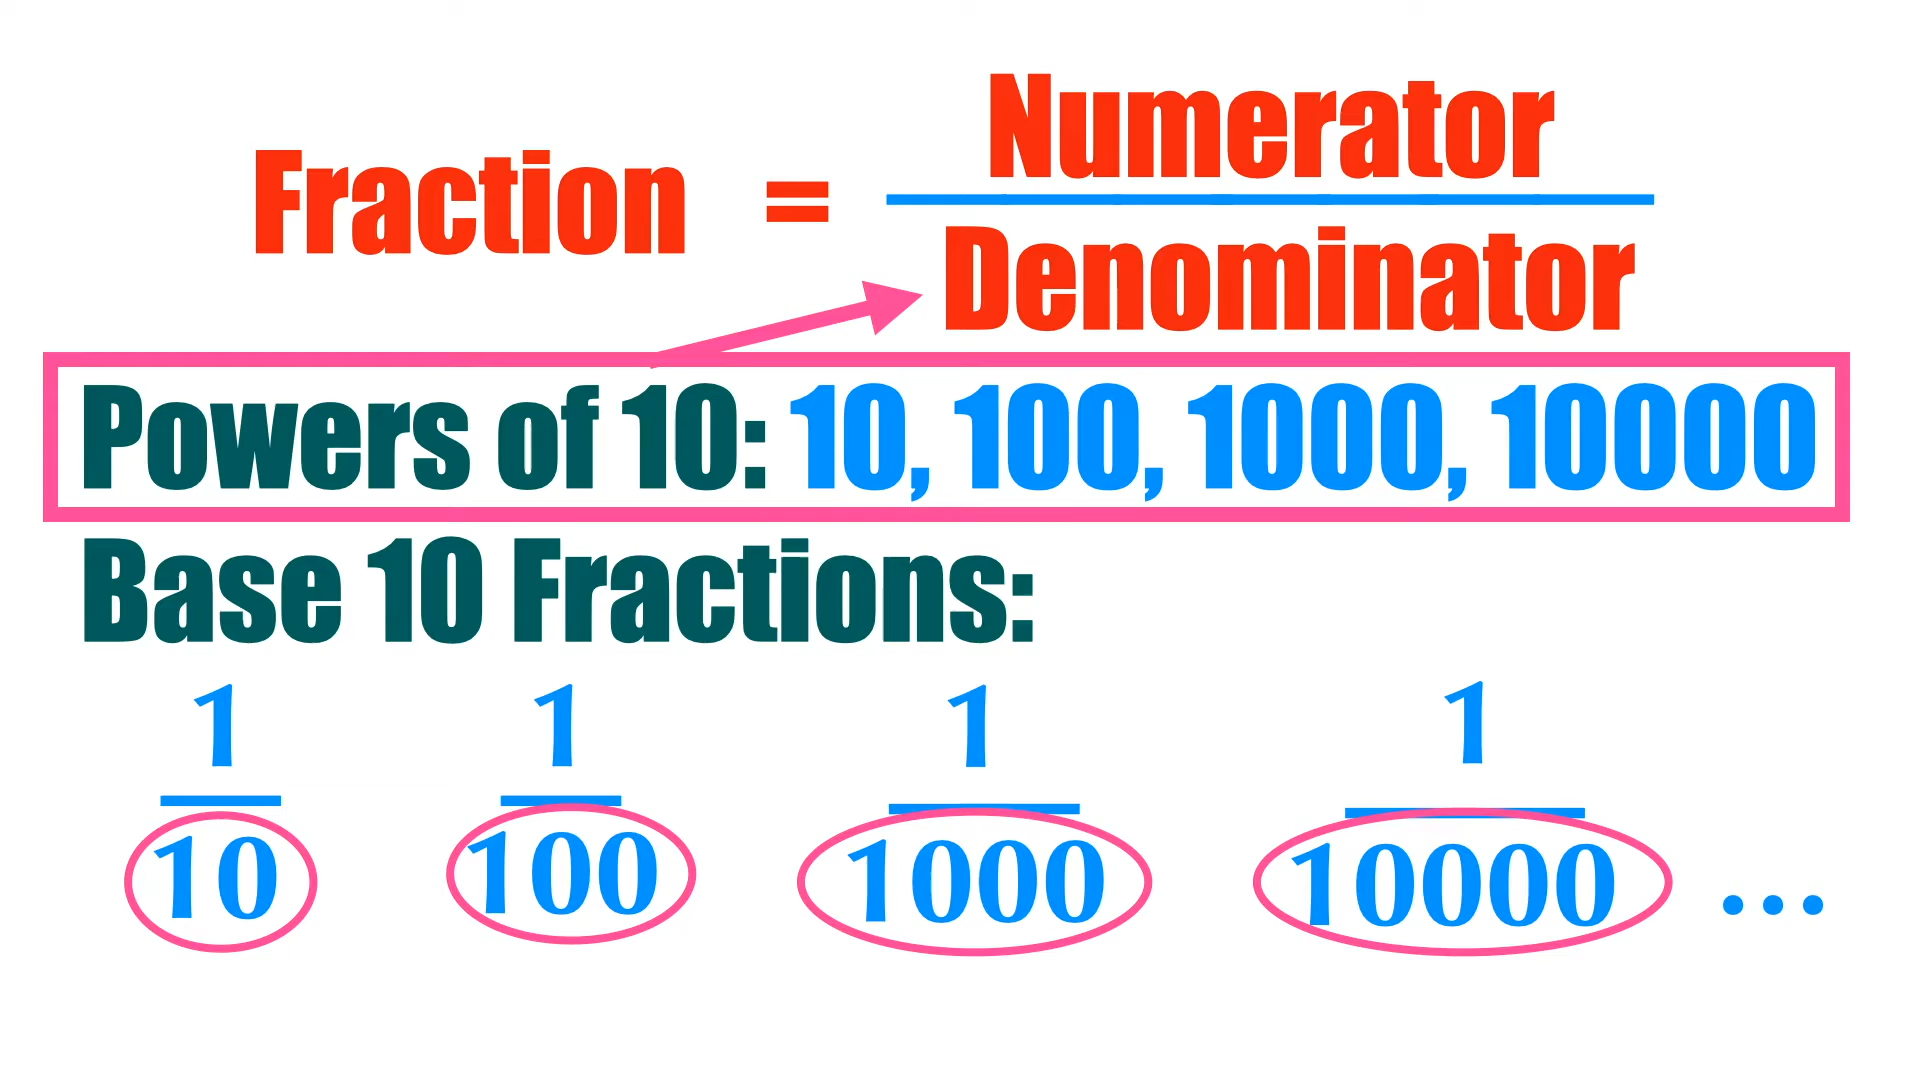 Fraction = Numerator
Denominator
Powers of 10: 10, 100, 1000, 10000
Base 10 Fractions:
1 1 1 1
10 100 1000 10000 ...